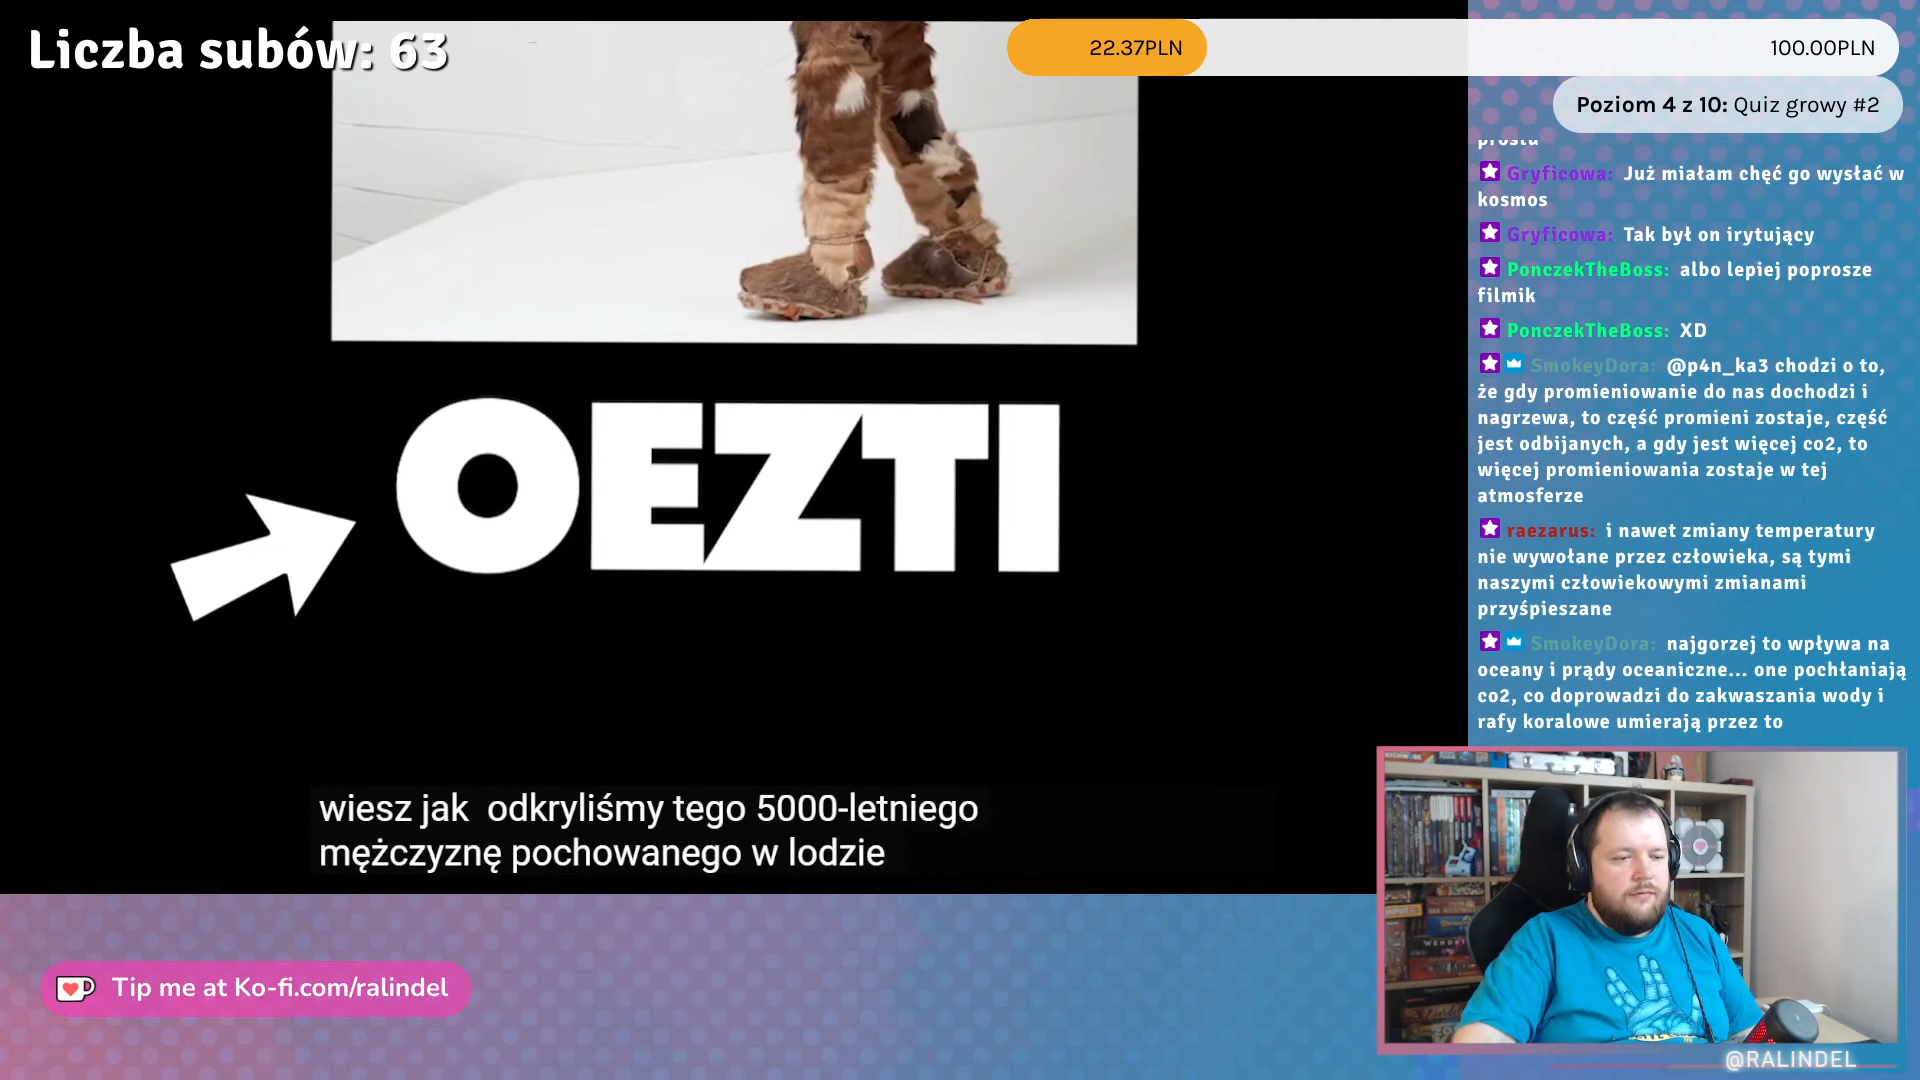 Liczba subów: 63
22.37PLN
100.00PLN
Poziom 4 z 10: Quiz growy #2
prostu
Gryficowa: Już miałam chęć go wysłać w
kosmos
Gryficowa: Tak był on irytujący
PonczekTheBoss: albo lepiej poprosze
filmik
PonczekTheBoss: XD
SmokeyDora: @p4n_ka3 chodzi o to,
że gdy promieniowanie do nas dochodzi i
nagrzewa, to część promieni zostaje, część
jest odbijanych, a gdy jest więcej co2, to
więcej promieniowania zostaje w tej
atmosferze
raezarus: i nawet zmiany temperatury
nie wywołane przez człowieka, są tymi
naszymi człowiekowymi zmianami
przyśpieszane
SmokeyDora: najgorzej to wpływa na
oceany i prądy oceaniczne... one pochłaniają
co2, co doprowadzi do zakwaszania wody i
rafy koralowe umierają przez to
OEZTI
wiesz jak odkryliśmy tego 5000-letniego
mężczyznę pochowanego w lodzie
Tip me at Ko-fi.com/ralindel
@RALINDEL